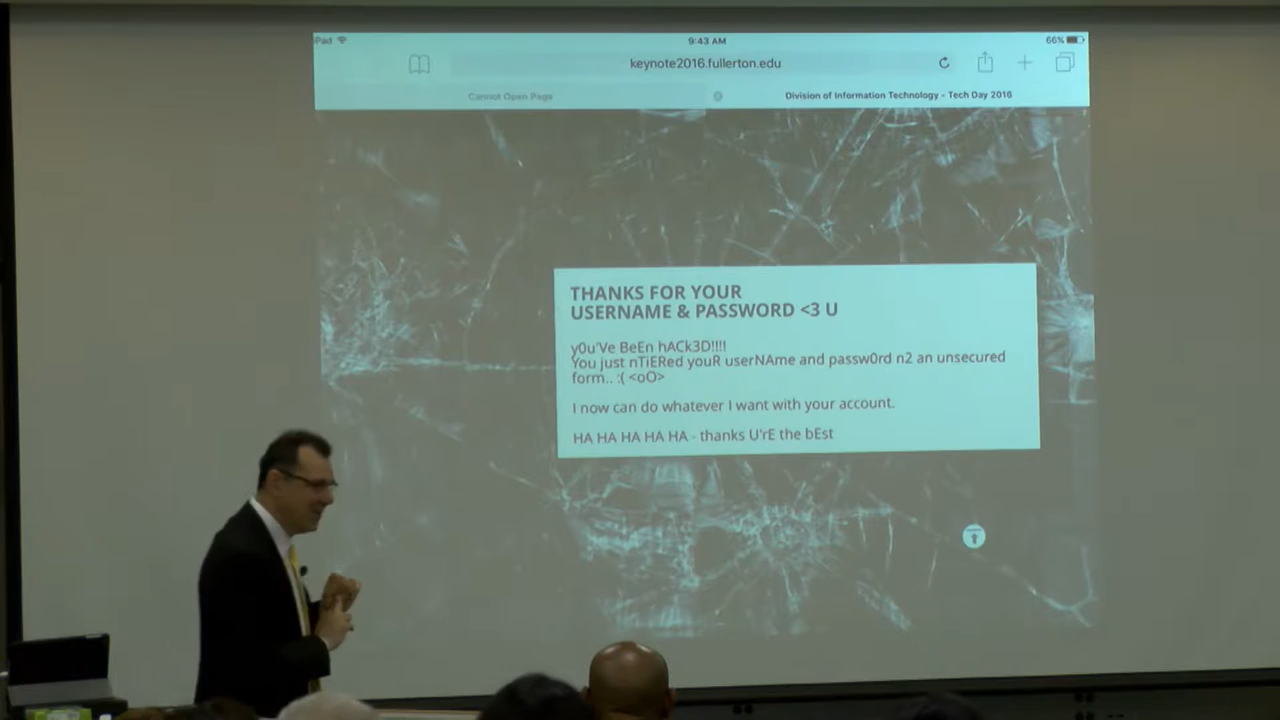 iPad 9:43 AM 66%
keynote2016.fullerton.edu
Cannot Open Page Division of Information Technology - Tech Day 2016
THANKS FOR YOUR
USERNAME & PASSWORD <3 U
y0u'Ve BeEn hACk3D!!!!
You just nTiERed youR userNAme and passw0rd n2 an unsecured
form.. :( <oO>
I now can do whatever I want with your account.
HA HA HA HA HA - thanks U'rE the bEst